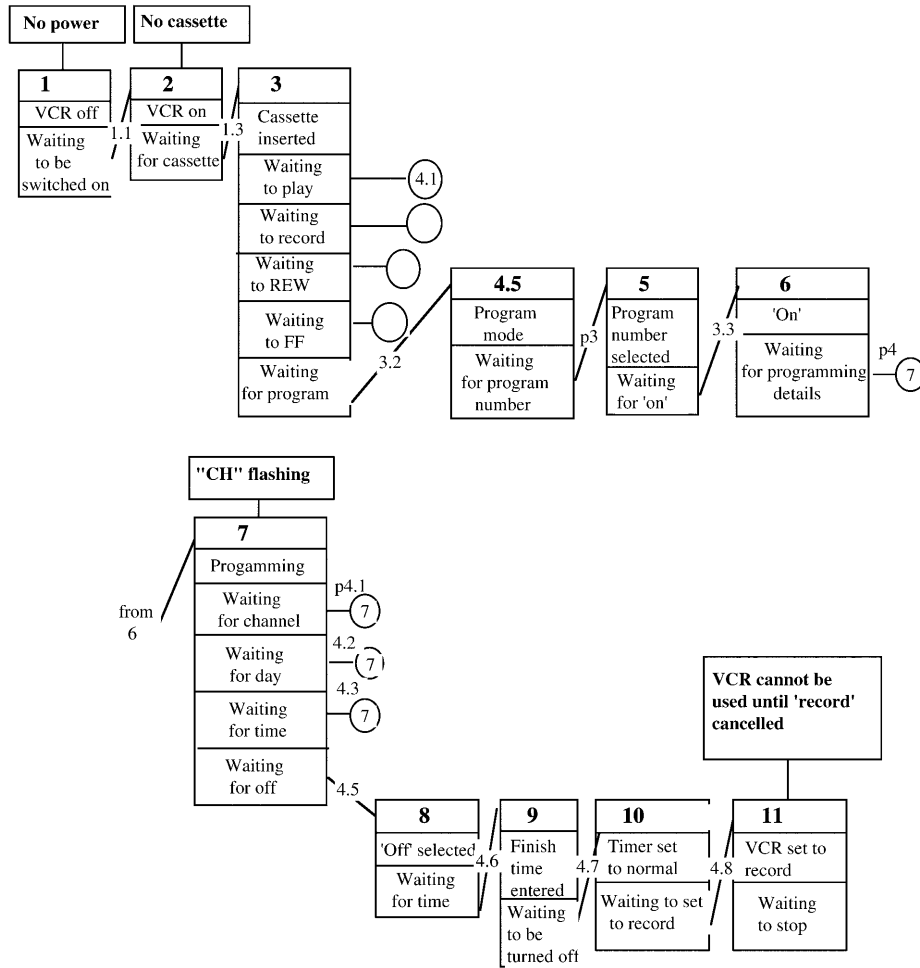 No power
No cassette
1
VCR off
Waiting
to be
switched on
1.1
2
VCR on
Waiting
for cassette
1.3
3
Cassette
inserted
Waiting
to play
4.1
Waiting
to record
Waiting
to REW
Waiting
to FF
Waiting
for program
3.2
4.5
Program
mode
Waiting
for program
number
p3
5
Program
number
selected
Waiting
for 'on'
3.3
6
'On'
Waiting
for programming
details
p4
7
"CH" flashing
from
6
7
Progamming
Waiting
for channel
p4.1
7
Waiting
for day
4.2
7
Waiting
for time
4.3
7
Waiting
for off
4.5
8
'Off' selected
Waiting
for time
4.6
9
Finish
time
entered
Waiting
to be
turned off
4.7
10
Timer set
to normal
Waiting to set
to record
4.8
VCR cannot be
used until 'record'
cancelled
11
VCR set to
record
Waiting
to stop